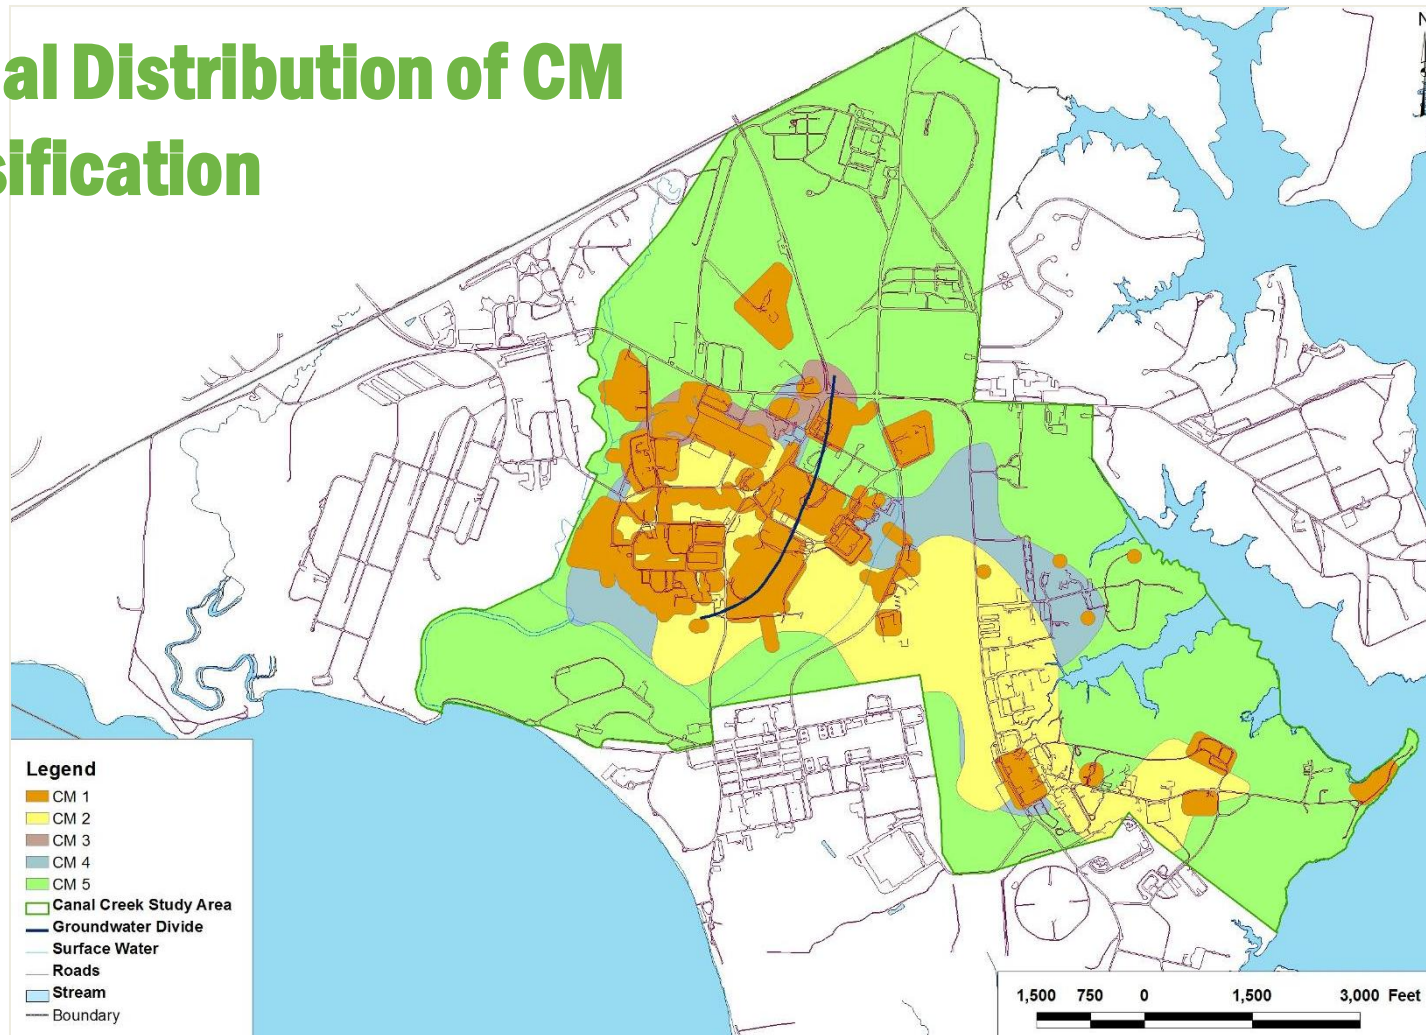 al Distribution of CM
sification
N
Legend
CM 1
CM 2
CM 3
CM 4
CM 5
Canal Creek Study Area
Groundwater Divide
Surface Water
Roads
Stream
Boundary
1,500 750 0 1,500 3,000 Feet